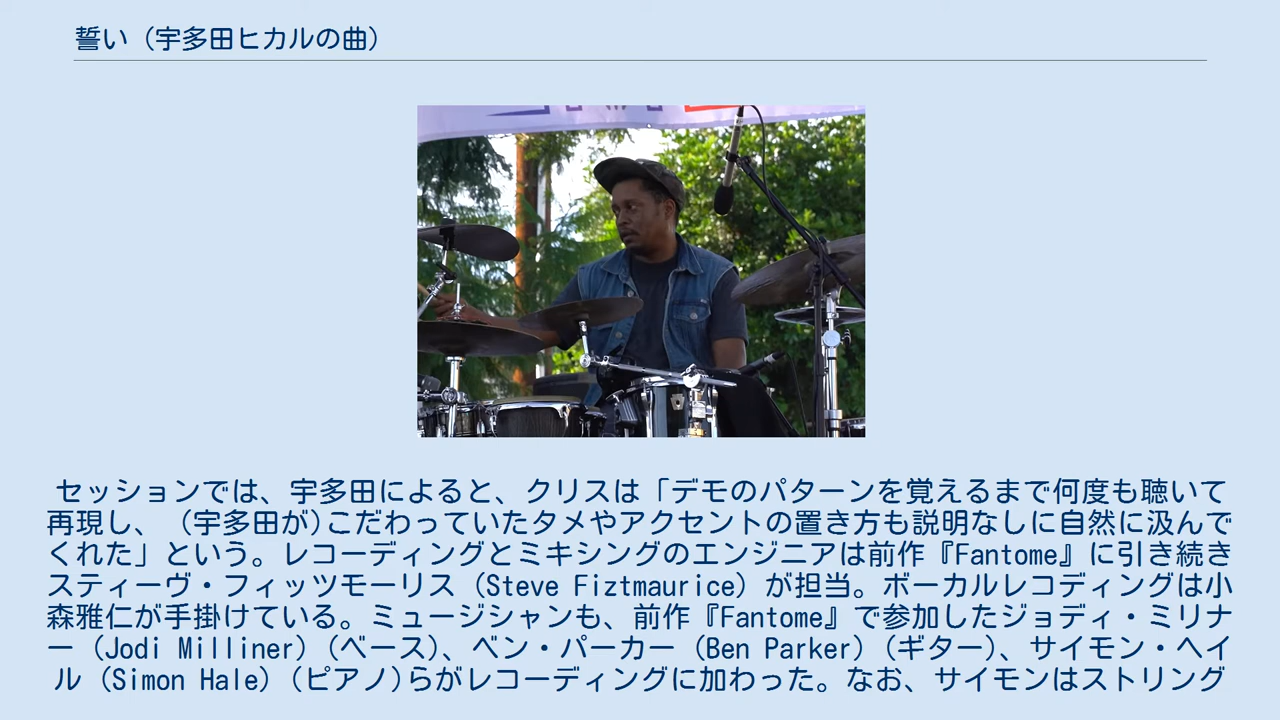 誓い（宇多田ヒカルの曲）
セッションでは、宇多田によると、クリスは「デモのパターンを覚えるまで何度も聴いて
再現し、（宇多田が）こだわっていたタメやアクセントの置き方も説明なしに自然に汲んで
くれた」という。レコーディングとミキシングのエンジニアは前作『Fantome』に引き続き
スティーヴ・フィッツモーリス（Steve Fiztmaurice）が担当。ボーカルレコディングは小
森雅仁が手掛けている。ミュージシャンも、前作『Fantome』で参加したジョディ・ミリナ
ー（Jodi Milliner）（ベース）、ベン・パーカー（Ben Parker）（ギター）、サイモン・ヘイ
ル（Simon Hale）（ピアノ）らがレコーディングに加わった。なお、サイモンはストリング